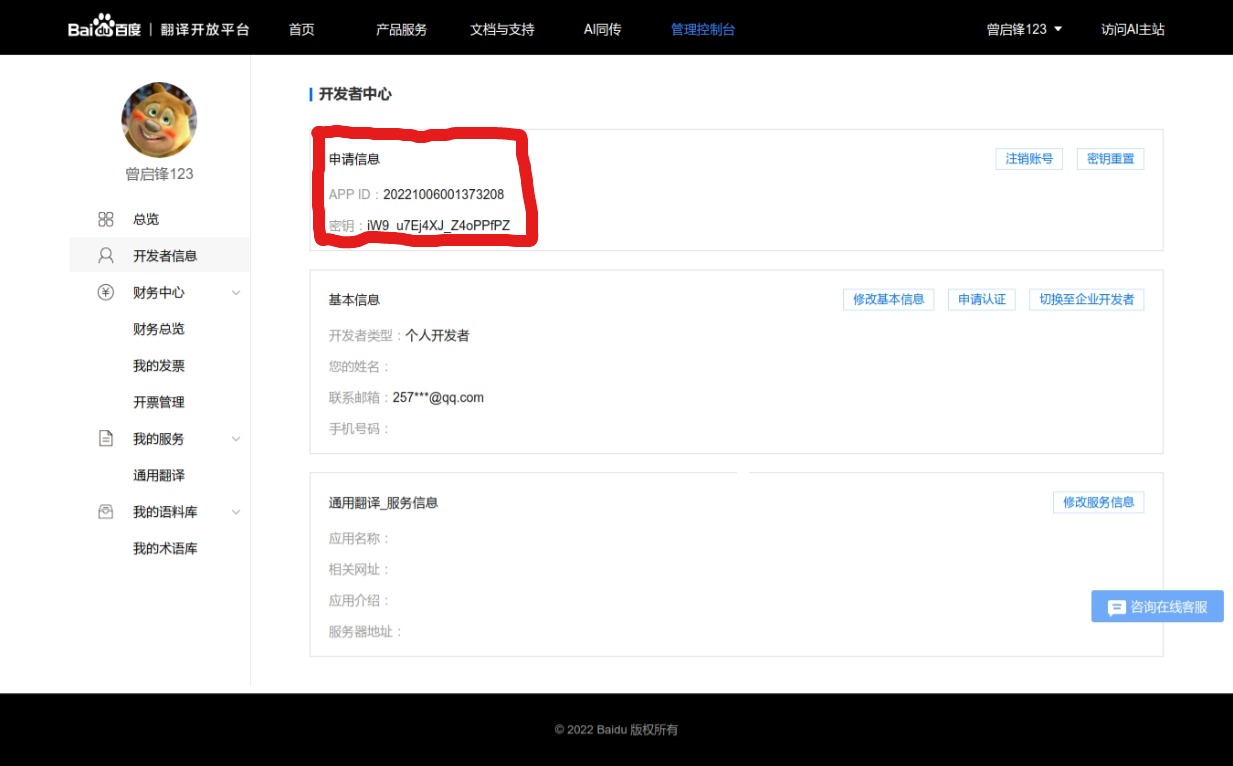 Bai du 百度 | 翻译开放平台 首页 产品服务 文档与支持 AI同传 管理控制台 曾启锋123 访问AI主站
曾启锋123
总览
开发者信息
财务中心
财务总览
我的发票
开票管理
我的服务
通用翻译
我的语料库
我的术语库
开发者中心
申请信息 注销账号 密钥重置
APP ID：20221006001373208
密钥：iW9_u7Ej4XJ_Z4oPPfPZ
基本信息 修改基本信息 申请认证 切换至企业开发者
开发者类型：个人开发者
您的姓名：
联系邮箱：257***@qq.com
手机号码：
通用翻译_服务信息 修改服务信息
应用名称：
相关网址：
应用介绍：
服务器地址：
咨询在线客服
© 2022 Baidu 版权所有